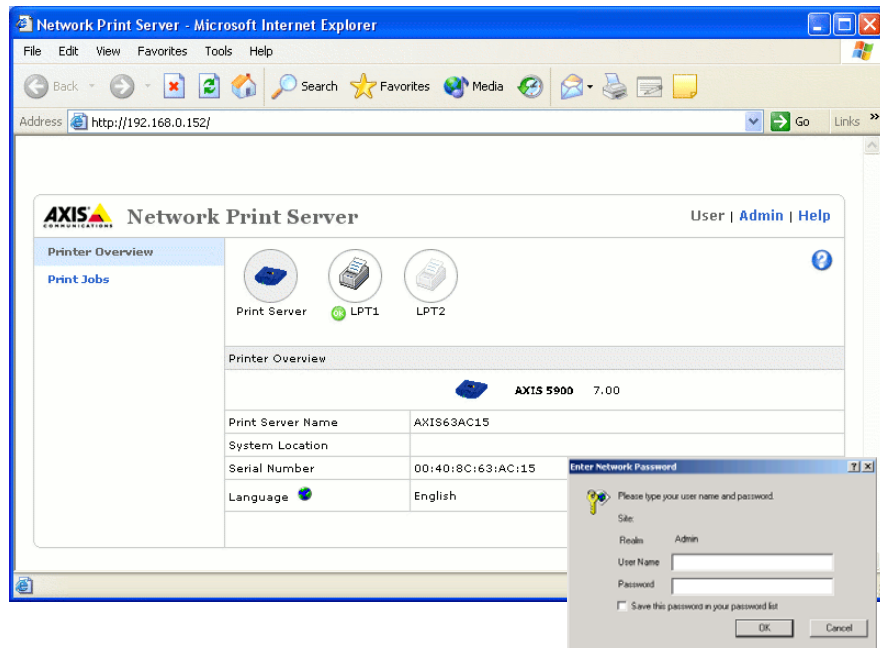 Network Print Server - Microsoft Internet Explorer
File Edit View Favorites Tools Help
Back Search Favorites Media
Address http://192.168.0.152/ Go Links »
AXIS COMMUNICATIONS Network Print Server User | Admin | Help
Printer Overview
Print Jobs
Print Server OK LPT1 LPT2
Printer Overview
AXIS 5900 7.00
Print Server Name AXIS63AC15
System Location
Serial Number 00:40:8C:63:AC:15
Language English
Enter Network Password
Please type your user name and password.
Site:
Realm Admin
User Name
Password
Save this password in your password list
OK Cancel